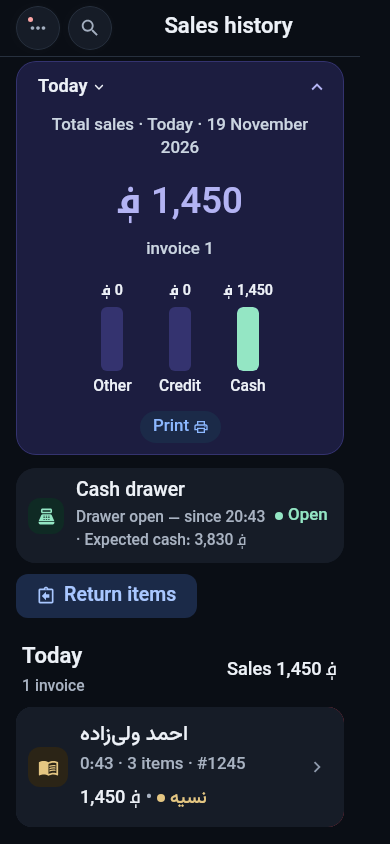 Sales history
Today
Total sales · Today · 19 November
2026
؋ 1,450
invoice 1
؋ 0
؋ 0
؋ 1,450
Other
Credit
Cash
Print
Cash drawer
Drawer open — since 20:43
· Expected cash: 3,830 ؋
Open
Return items
Today
1 invoice
Sales 1,450 ؋
احمد ولی‌زاده
0:43 · 3 items · #1245
1,450 ؋ • نسیه